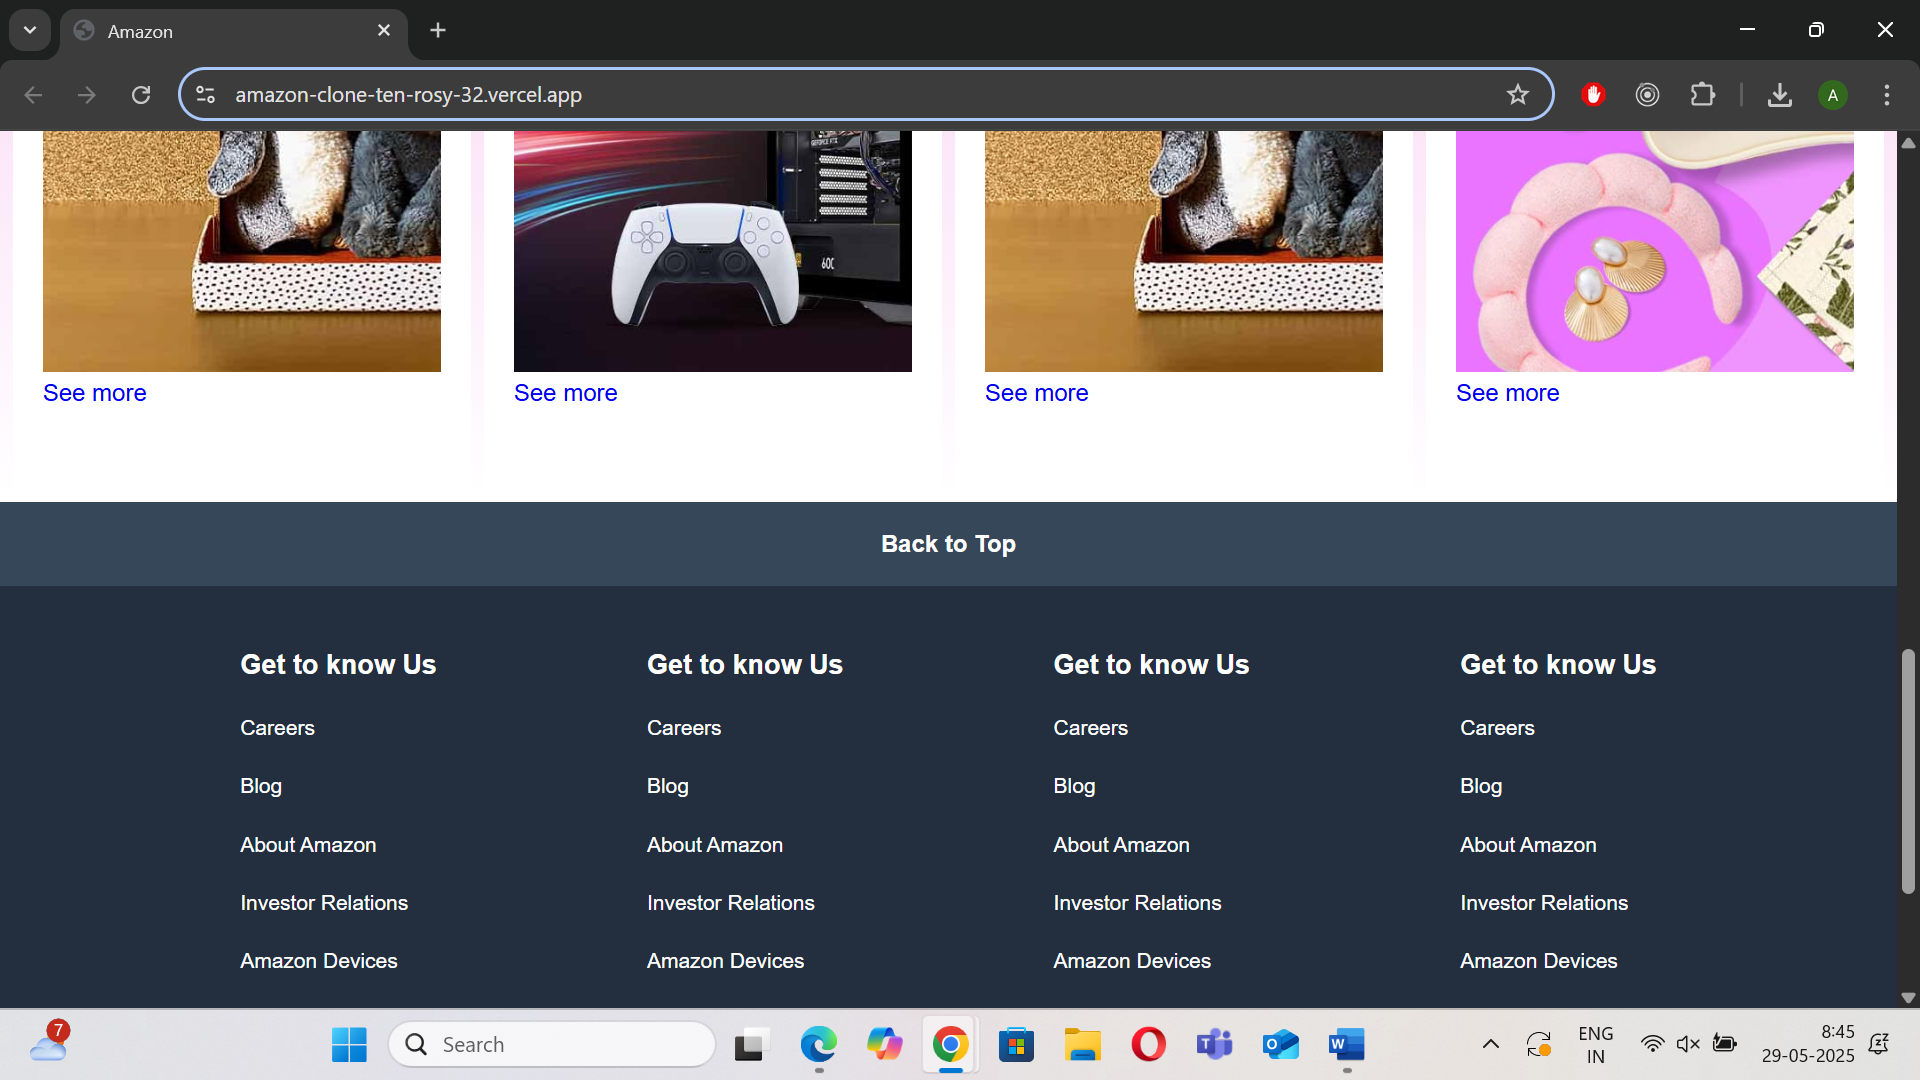 Amazon
amazon-clone-ten-rosy-32.vercel.app
A
GEFORCE RTX
600
See more
See more
See more
See more
Back to Top
Get to know Us
Get to know Us
Get to know Us
Get to know Us
Careers
Careers
Careers
Careers
Blog
Blog
Blog
Blog
About Amazon
About Amazon
About Amazon
About Amazon
Investor Relations
Investor Relations
Investor Relations
Investor Relations
Amazon Devices
Amazon Devices
Amazon Devices
Amazon Devices
7
Search
ENG
IN
8:45
29-05-2025